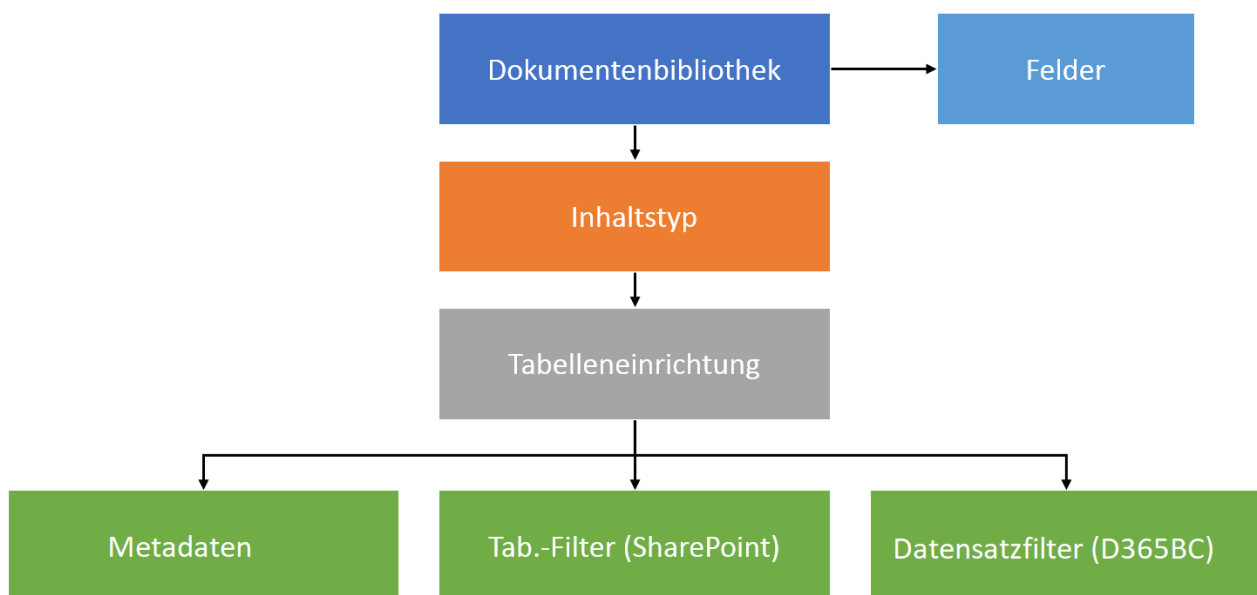 Dokumentenbibliothek
Felder
Inhaltstyp
Tabelleneinrichtung
Metadaten
Tab.-Filter (SharePoint)
Datensatzfilter (D365BC)